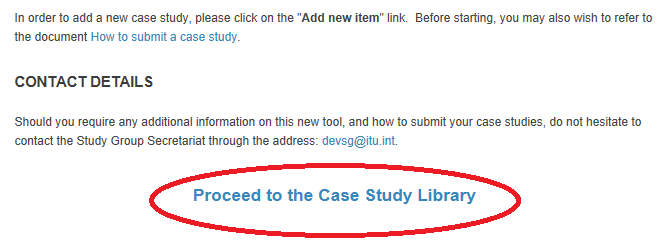 In order to add a new case study, please click on the "Add new item" link.  Before starting, you may also wish to refer to
the document How to submit a case study.
CONTACT DETAILS
Should you require any additional information on this new tool, and how to submit your case studies, do not hesitate to
contact the Study Group Secretariat through the address: devsg@itu.int.
Proceed to the Case Study Library